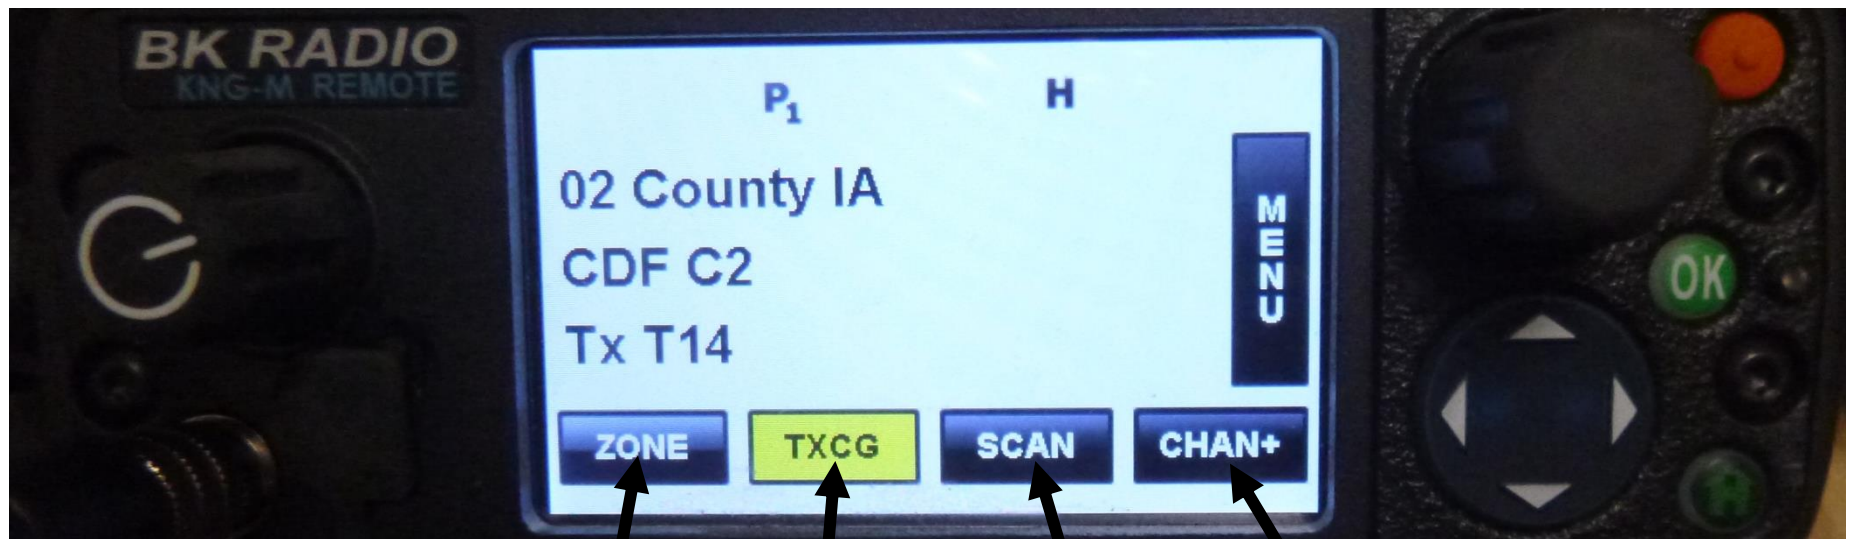 BK RADIO
KNG-M REMOTE
P1 H
02 County IA
CDF C2
Tx T14
MENU
ZONE TXCG SCAN CHAN+
OK